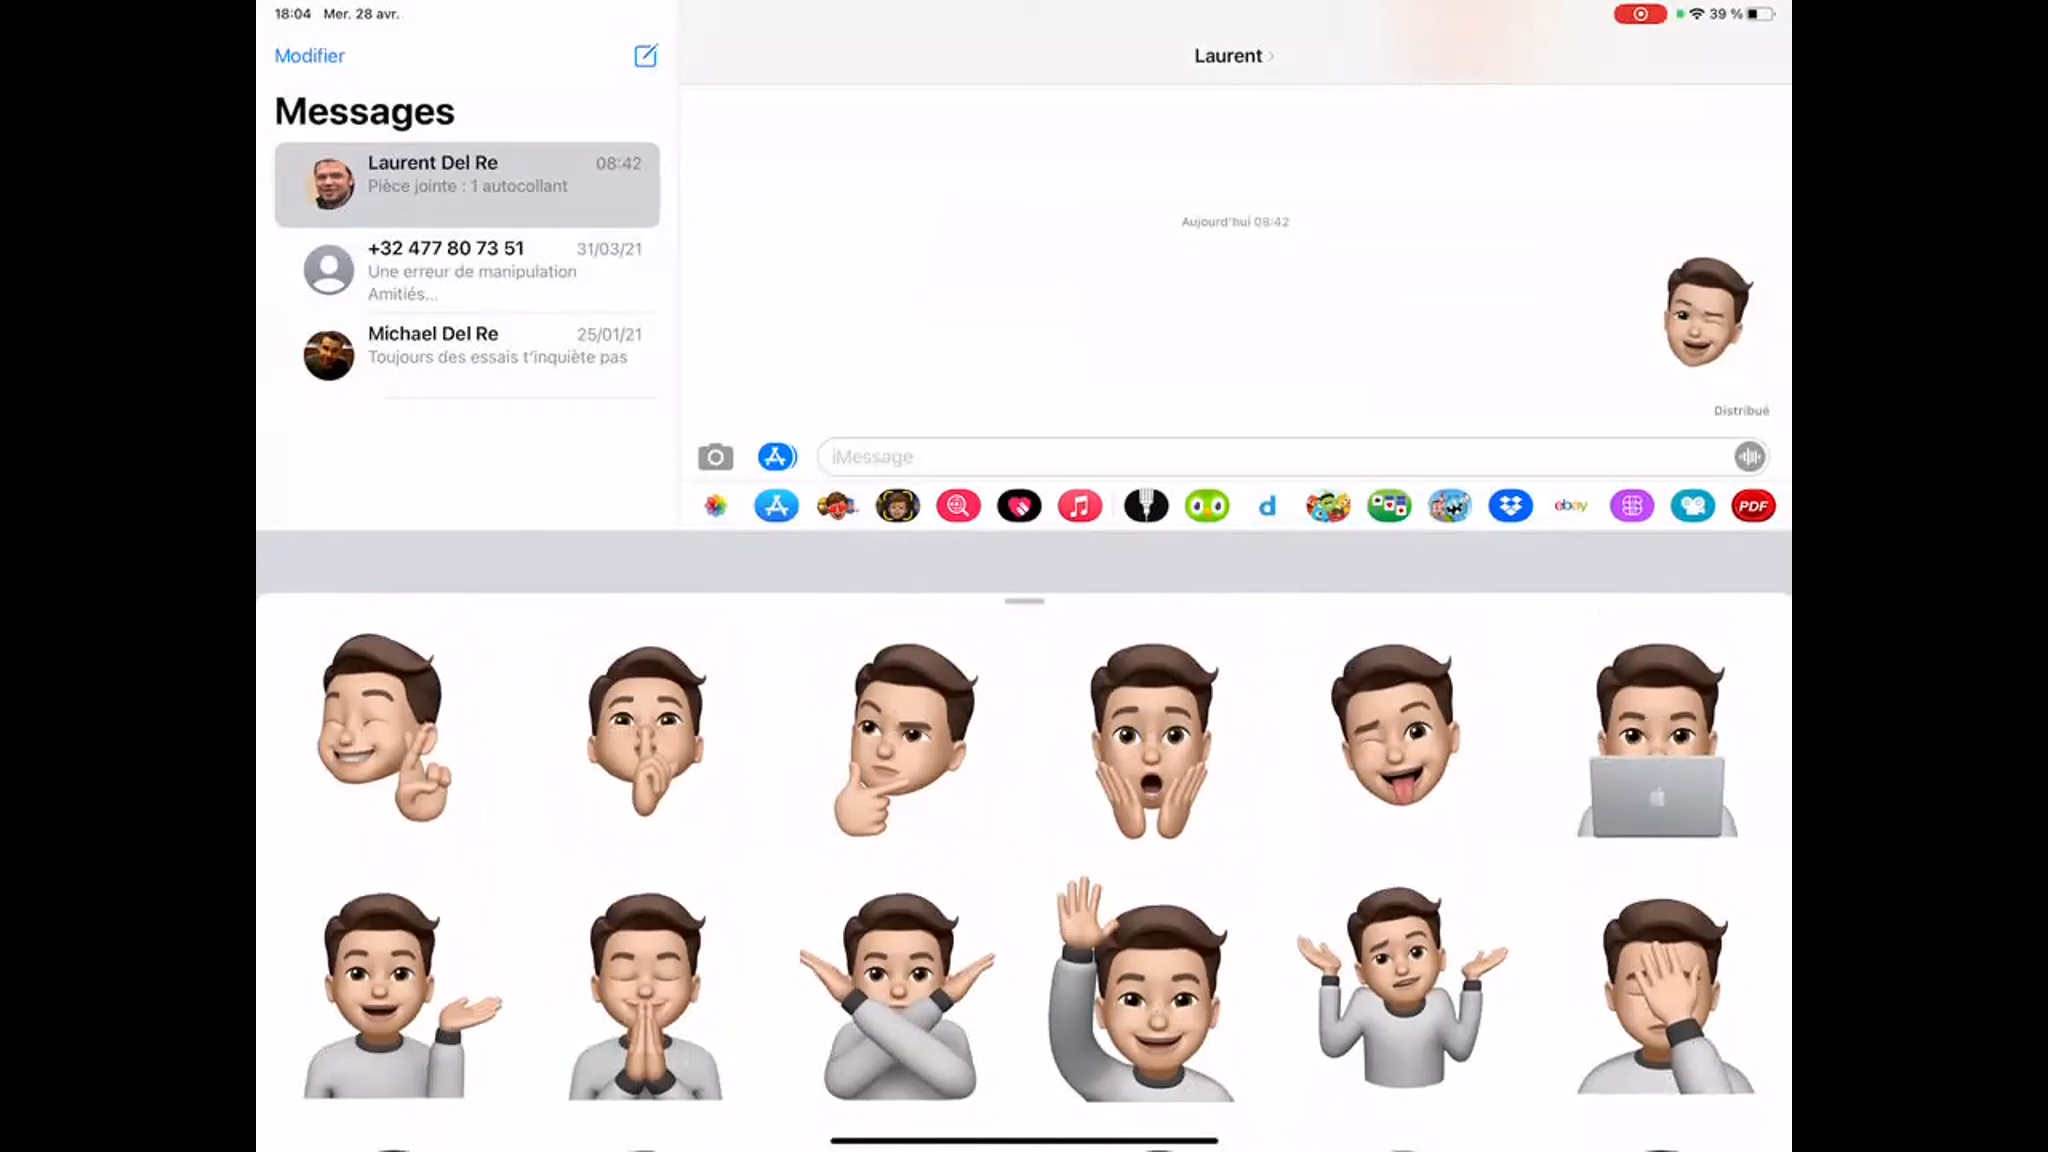 18:04 Mer. 28 avr.
39 %
Modifier
Laurent
Messages
Laurent Del Re 08:42
Pièce jointe : 1 autocollant
+32 477 80 73 51 31/03/21
Une erreur de manipulation
Amitiés...
Michael Del Re 25/01/21
Toujours des essais t'inquiète pas
Aujourd'hui 08:42
Distribué
iMessage
d
ebay
PDF